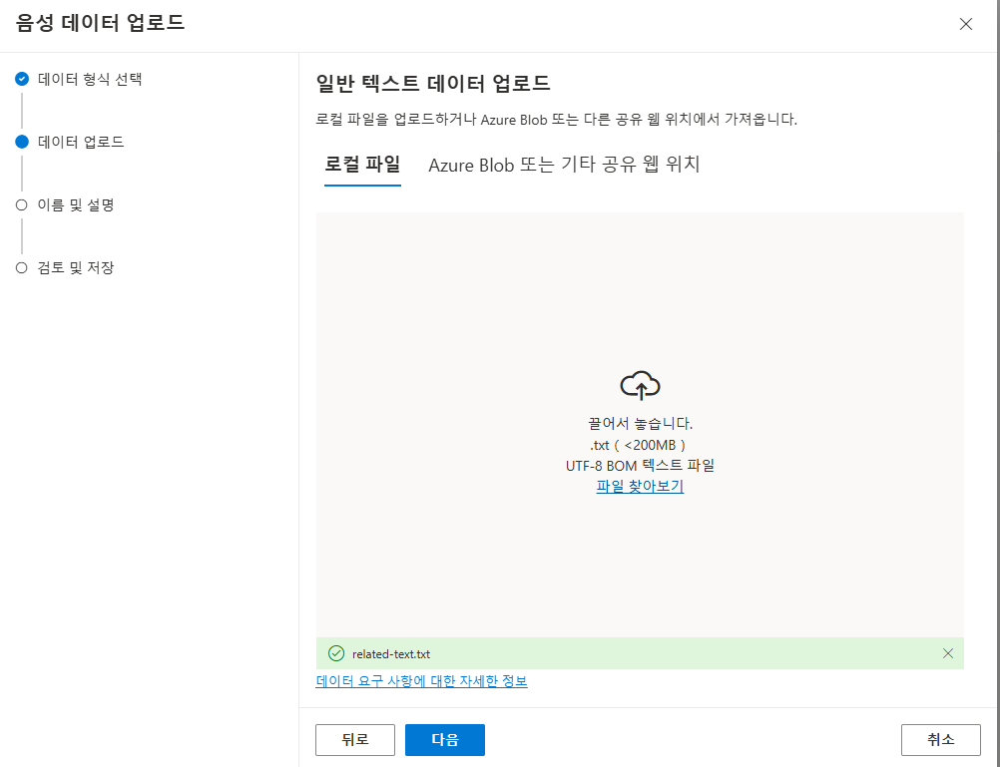 음성 데이터 업로드
데이터 형식 선택
데이터 업로드
이름 및 설명
검토 및 저장
일반 텍스트 데이터 업로드
로컬 파일을 업로드하거나 Azure Blob 또는 다른 공유 웹 위치에서 가져옵니다.
로컬 파일
Azure Blob 또는 기타 공유 웹 위치
끌어서 놓습니다.
.txt ( <200MB )
UTF-8 BOM 텍스트 파일
파일 찾아보기
related-text.txt
데이터 요구 사항에 대한 자세한 정보
뒤로
다음
취소